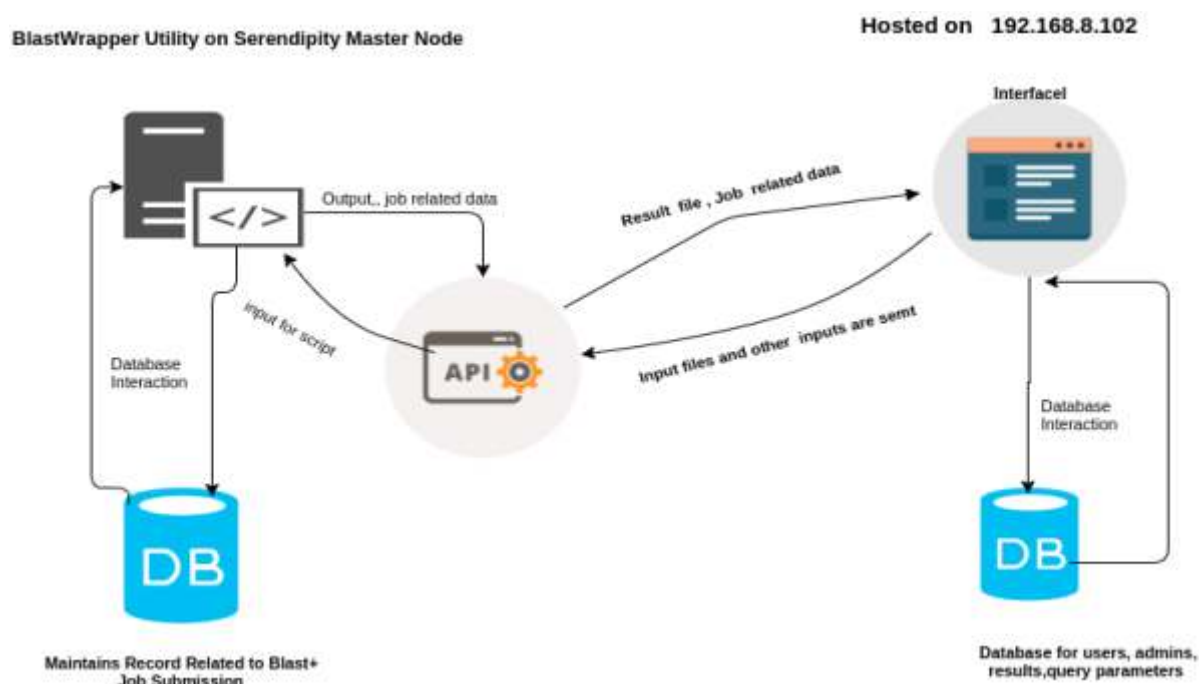 BlastWrapper Utility on Serendipity Master Node
Hosted on 192.168.8.102
Interfacel
</>
Output,, job related data
Result file , Job related data
input for script
API
Input files and other inputs are semt
Database
Interaction
Database
Interaction
DB
DB
Maintains Record Related to Blast+
Job Submission
Database for users, admins,
results,query parameters